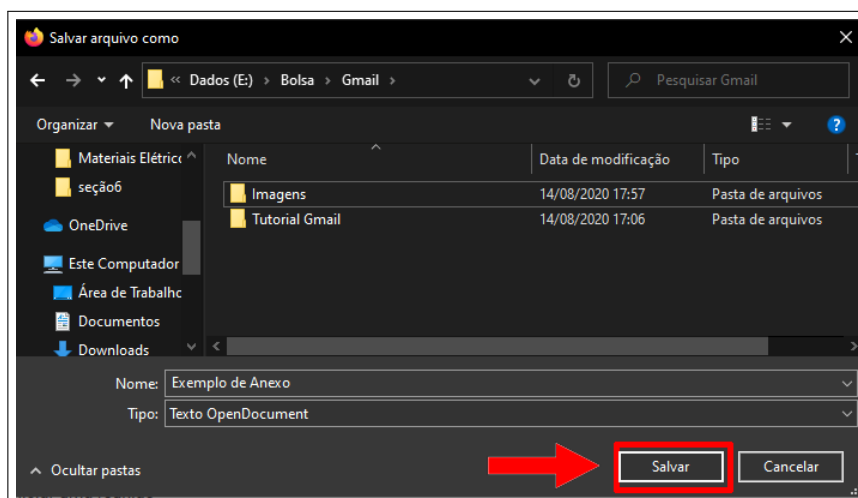 Salvar arquivo como
« Dados (E:) > Bolsa > Gmail >
Pesquisar Gmail
Organizar Nova pasta
Nome Data de modificação Tipo
Imagens 14/08/2020 17:57 Pasta de arquivos
Tutorial Gmail 14/08/2020 17:06 Pasta de arquivos
Materiais Elétric
seção6
OneDrive
Este Computador
Área de Trabalho
Documentos
Downloads
Nome: Exemplo de Anexo
Tipo: Texto OpenDocument
Ocultar pastas
Salvar Cancelar